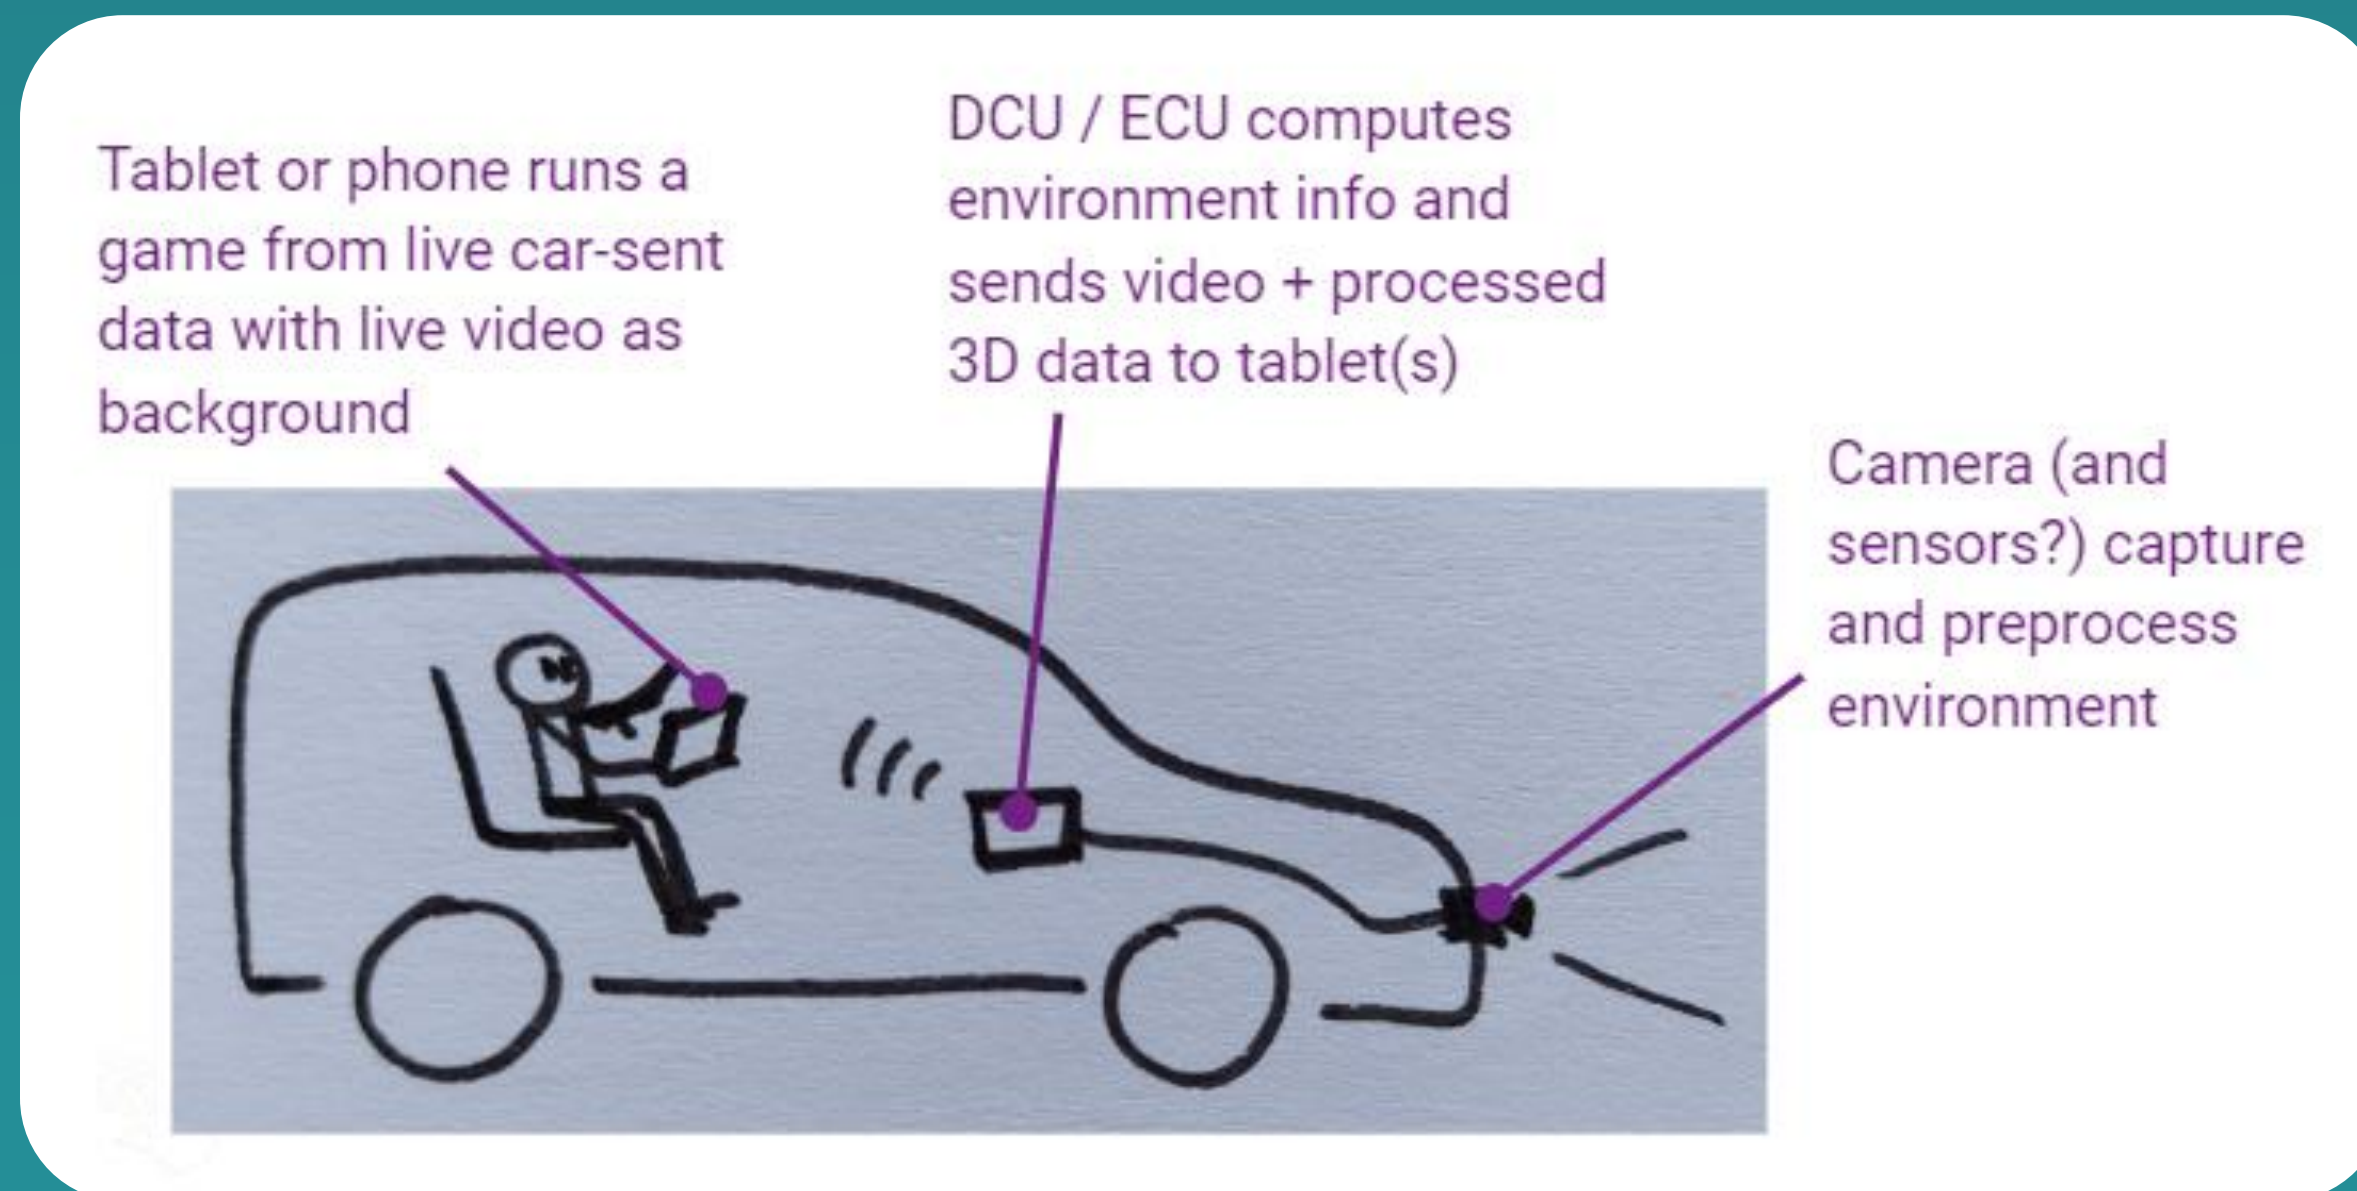 Tablet or phone runs a
game from live car-sent
data with live video as
background
DCU / ECU computes
environment info and
sends video + processed
3D data to tablet(s)
Camera (and
sensors?) capture
and preprocess
environment